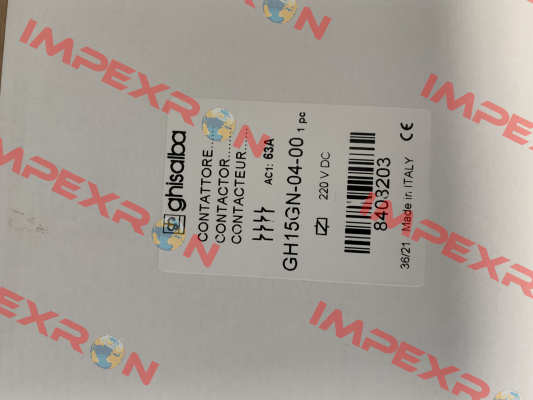 ghisalba
CONTATTORE......
CONTACTOR........
CONTACTEUR......
AC1: 63A
GH15GN-04-00 1 pc
220 V DC
8403203
36/21 Made in ITALY CE
IMPEXRON
IMPEXRON
IMPEXRON
IMPEXRON
IMPEXRON
IMPEXRON